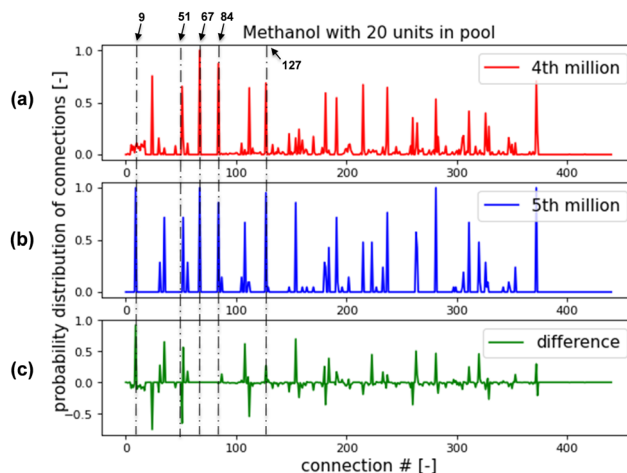 9 51 67 84
Methanol with 20 units in pool
127
probability distribution of connections [-]
(a)
1.0
0.5
0.0
4th million
0 100 200 300 400
(b)
1.0
0.5
0.0
5th million
0 100 200 300 400
(c)
1.0
0.5
0.0
−0.5
difference
0 100 200 300 400
connection # [-]